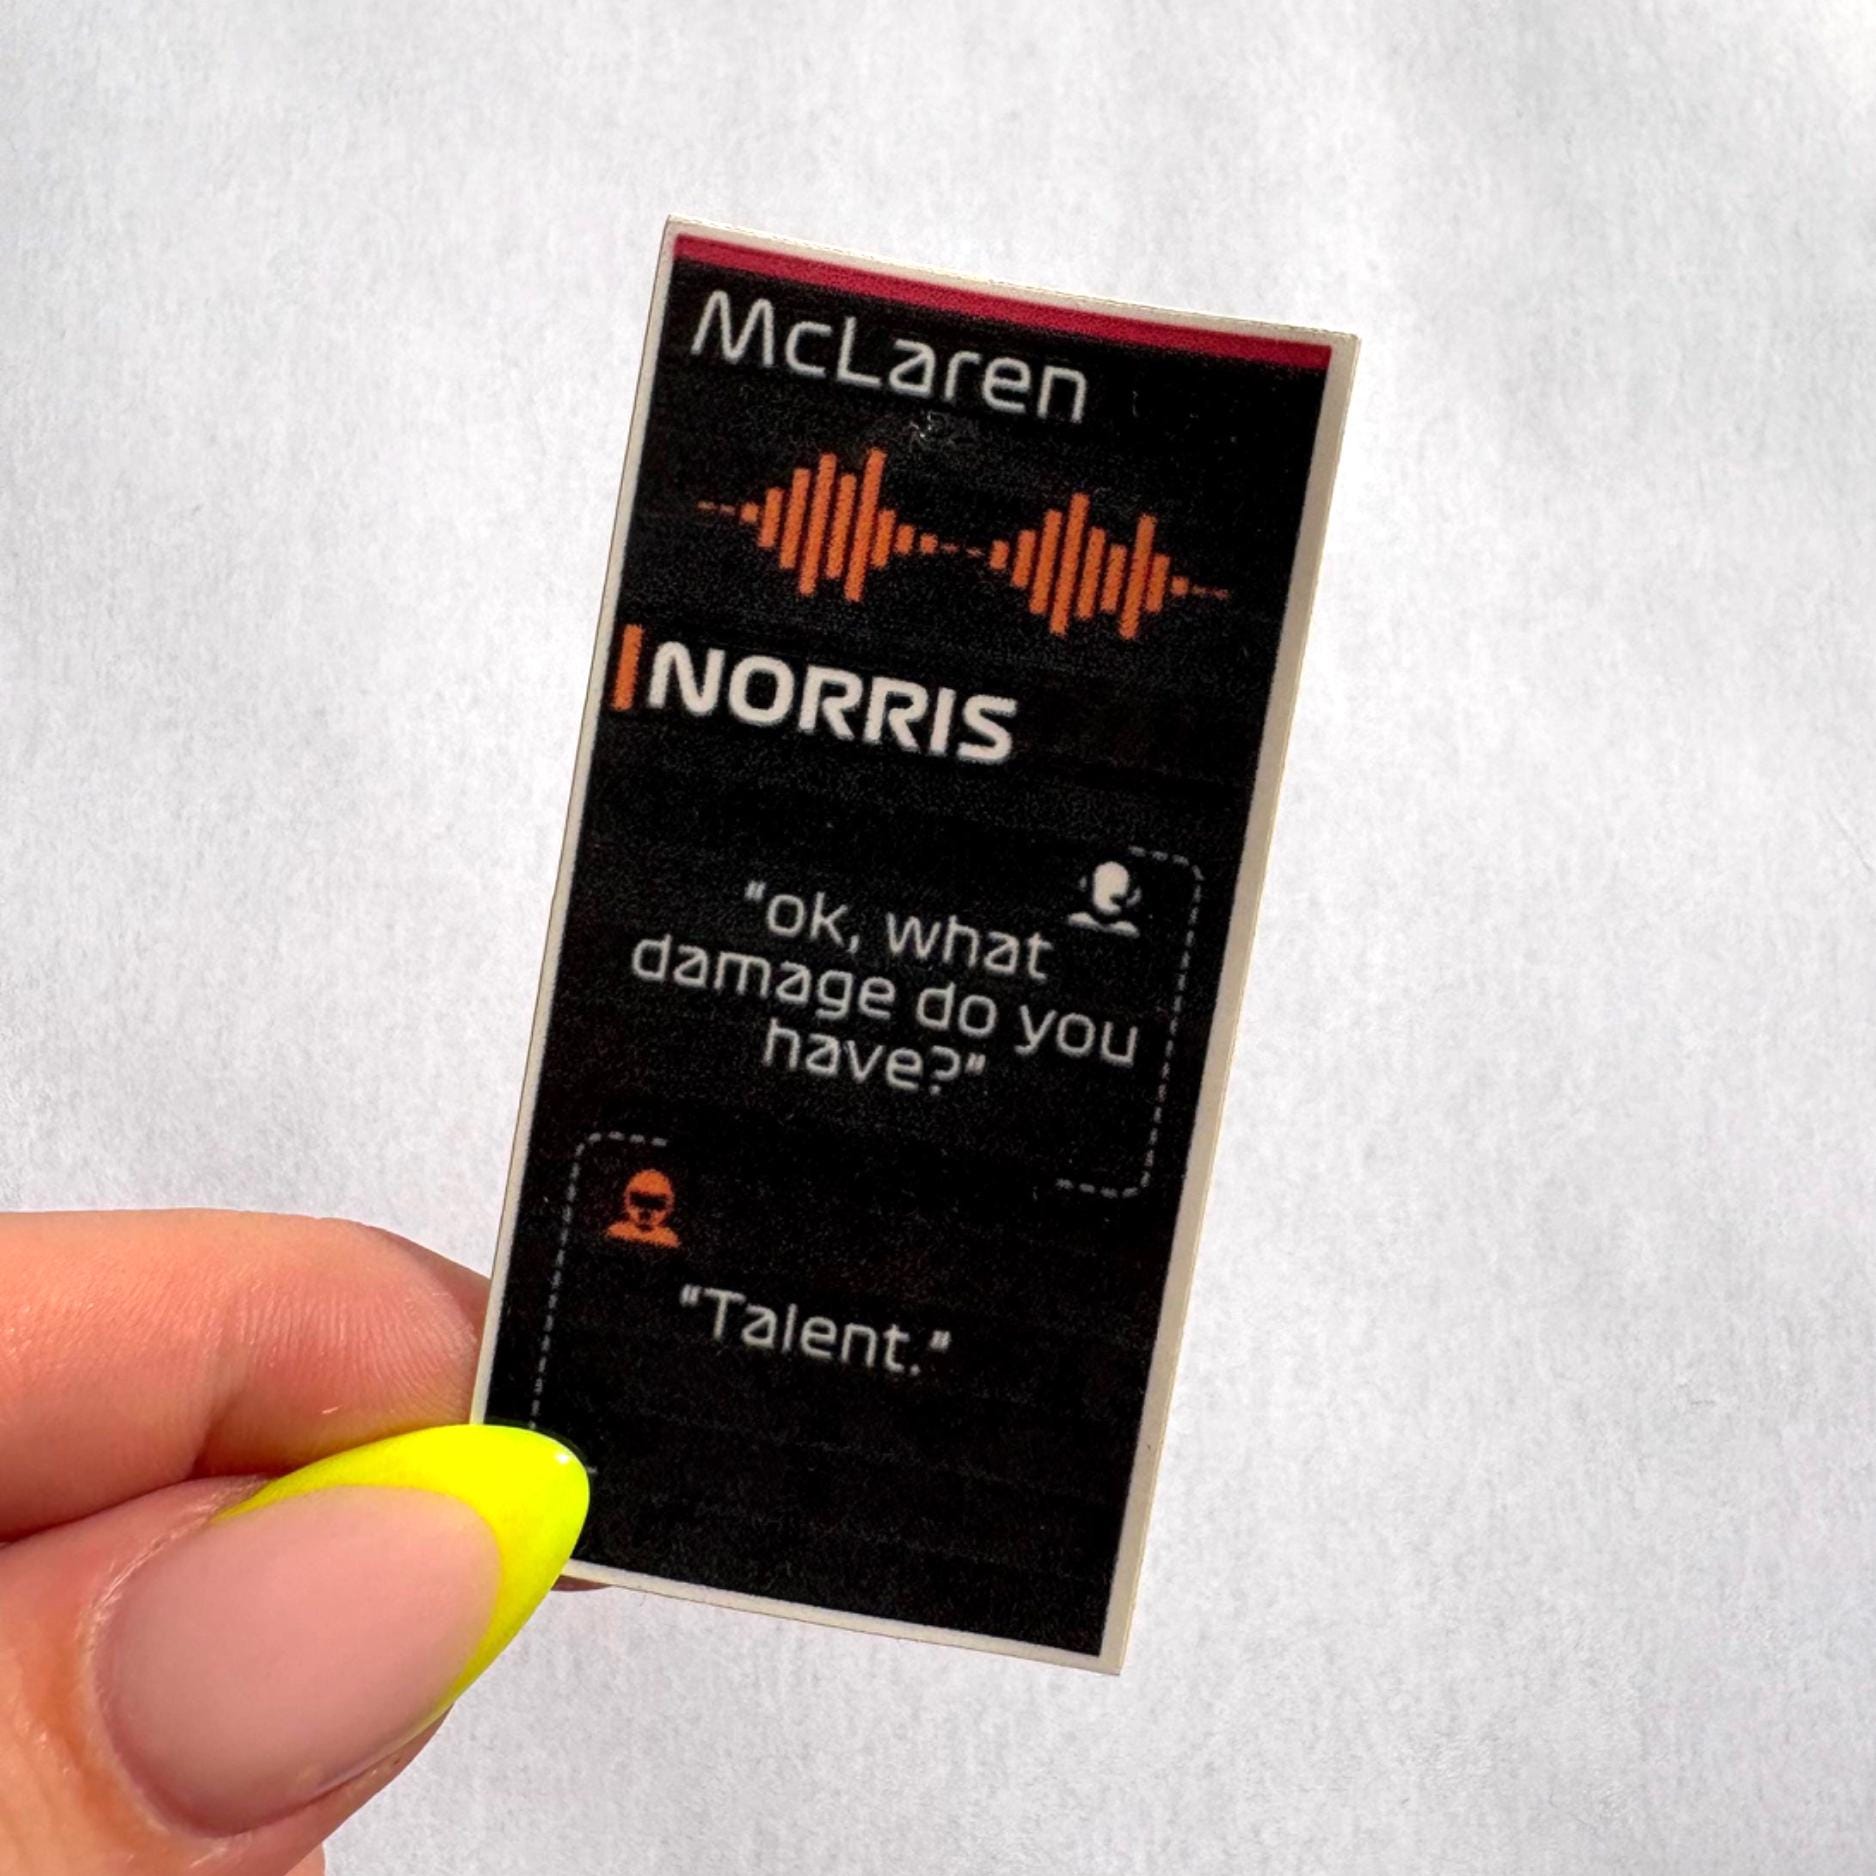 McLaren
NORRIS
"ok, what
damage do you
have?"
"Talent."